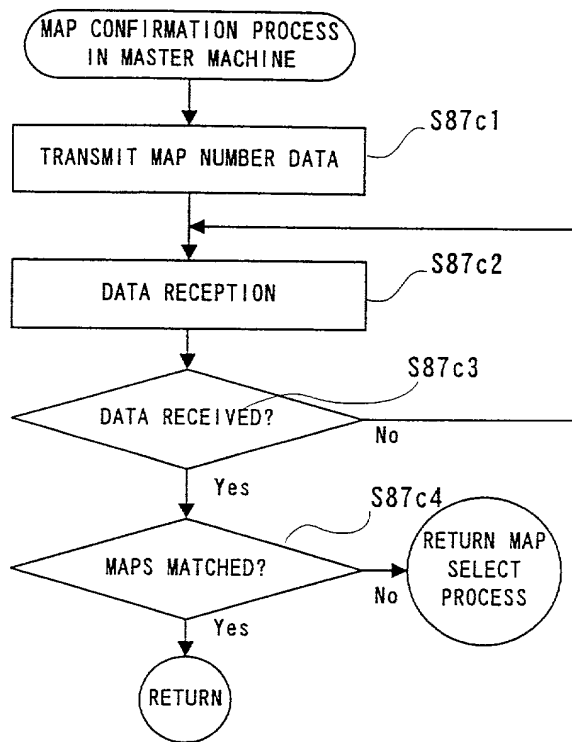 MAP CONFIRMATION PROCESS
IN MASTER MACHINE
S87c1
TRANSMIT MAP NUMBER DATA
S87c2
DATA RECEPTION
S87c3
DATA RECEIVED?
No
Yes
S87c4
MAPS MATCHED?
No
RETURN MAP
SELECT
PROCESS
Yes
RETURN